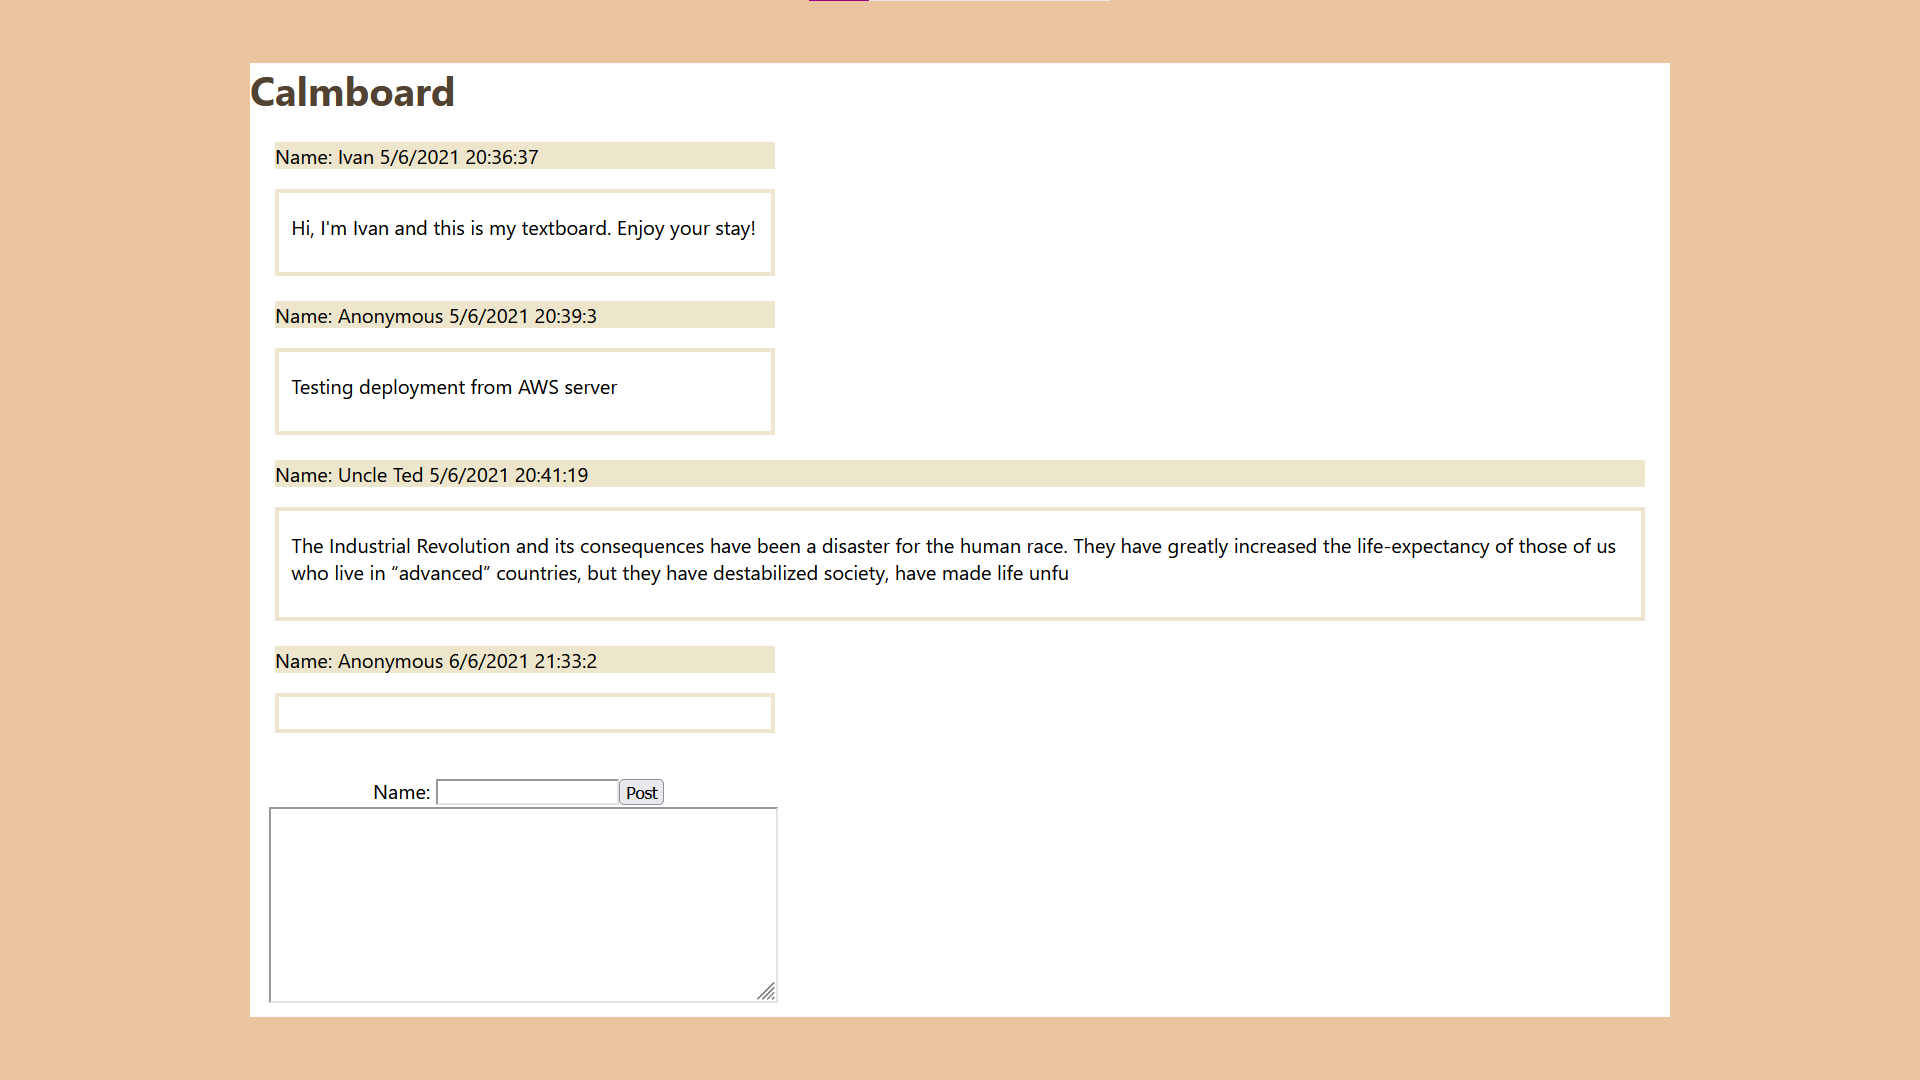 Calmboard
Name: Ivan 5/6/2021 20:36:37
Hi, I'm Ivan and this is my textboard. Enjoy your stay!
Name: Anonymous 5/6/2021 20:39:3
Testing deployment from AWS server
Name: Uncle Ted 5/6/2021 20:41:19
The Industrial Revolution and its consequences have been a disaster for the human race. They have greatly increased the life-expectancy of those of us
who live in “advanced” countries, but they have destabilized society, have made life unfu
Name: Anonymous 6/6/2021 21:33:2
Name: Post